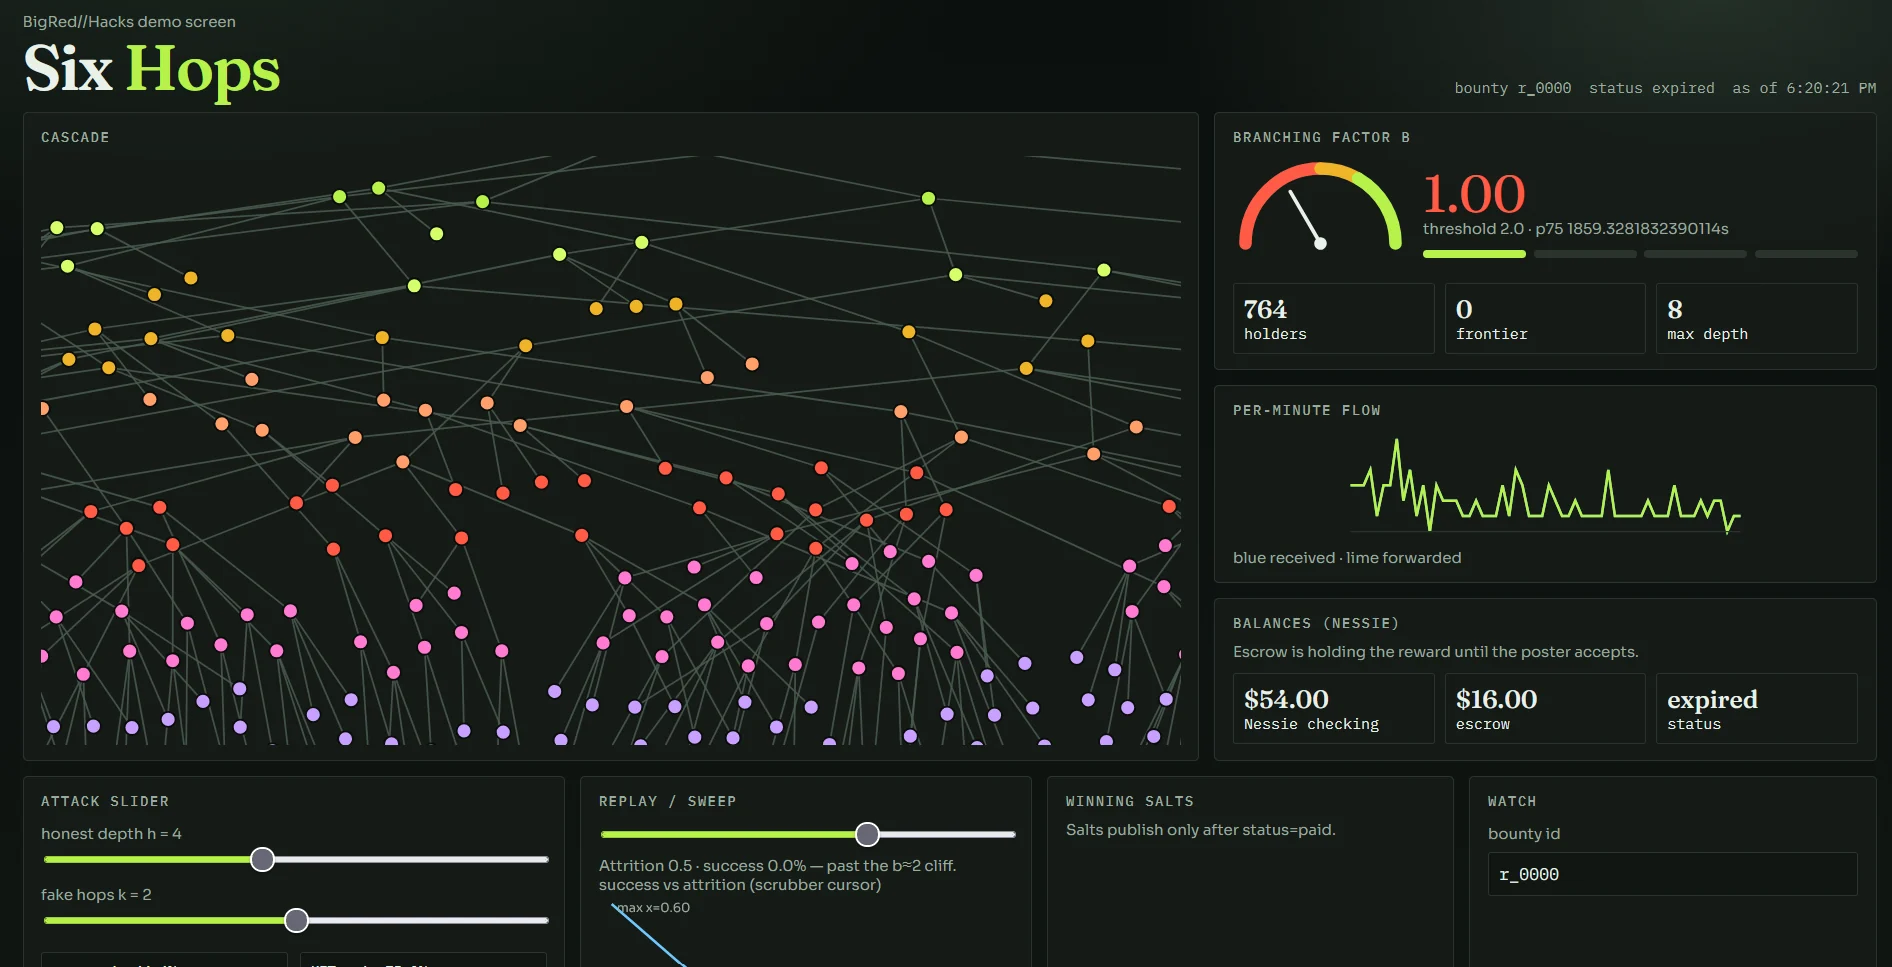 BigRed//Hacks demo screen
Six Hops
bounty r_0000 status expired as of 6:20:21 PM
CASCADE
BRANCHING FACTOR B
1.00
threshold 2.0 · p75 1859.3281832390114s
764
holders
0
frontier
8
max depth
PER-MINUTE FLOW
blue received · lime forwarded
BALANCES (NESSIE)
Escrow is holding the reward until the poster accepts.
$54.00
Nessie checking
$16.00
escrow
expired
status
ATTACK SLIDER
honest depth h = 4
fake hops k = 2
REPLAY / SWEEP
Attrition 0.5 · success 0.0% — past the b≈2 cliff.
success vs attrition (scrubber cursor)
max x=0.60
WINNING SALTS
Salts publish only after status=paid.
WATCH
bounty id
r_0000